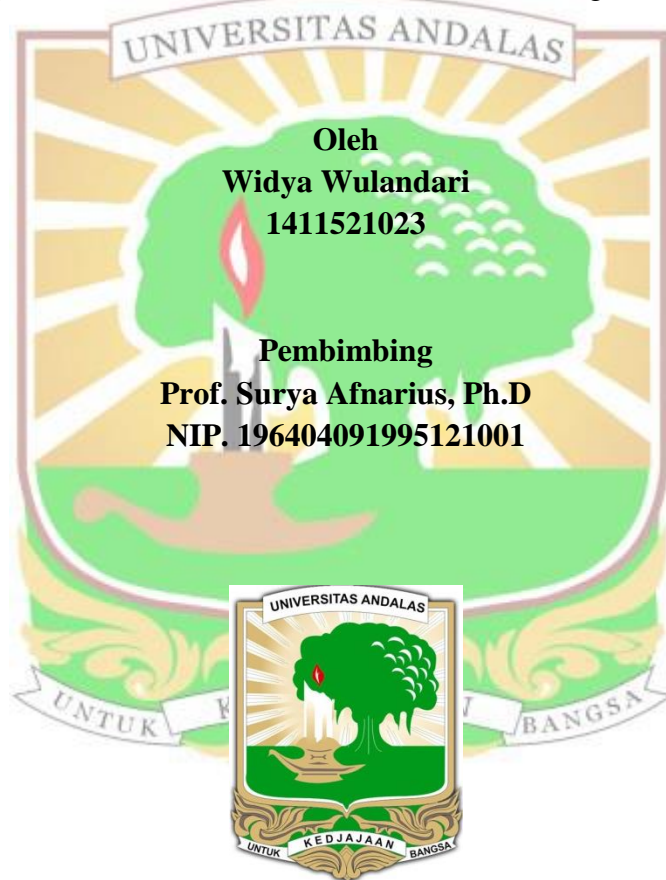 UNIVERSITAS ANDALAS
Oleh
Widya Wulandari
1411521023
Pembimbing
Prof. Surya Afnarius, Ph.D
NIP. 196404091995121001
UNTUK
BANGSA
UNIVERSITAS ANDALAS
UNTUK KEDJAJAAN BANGSA